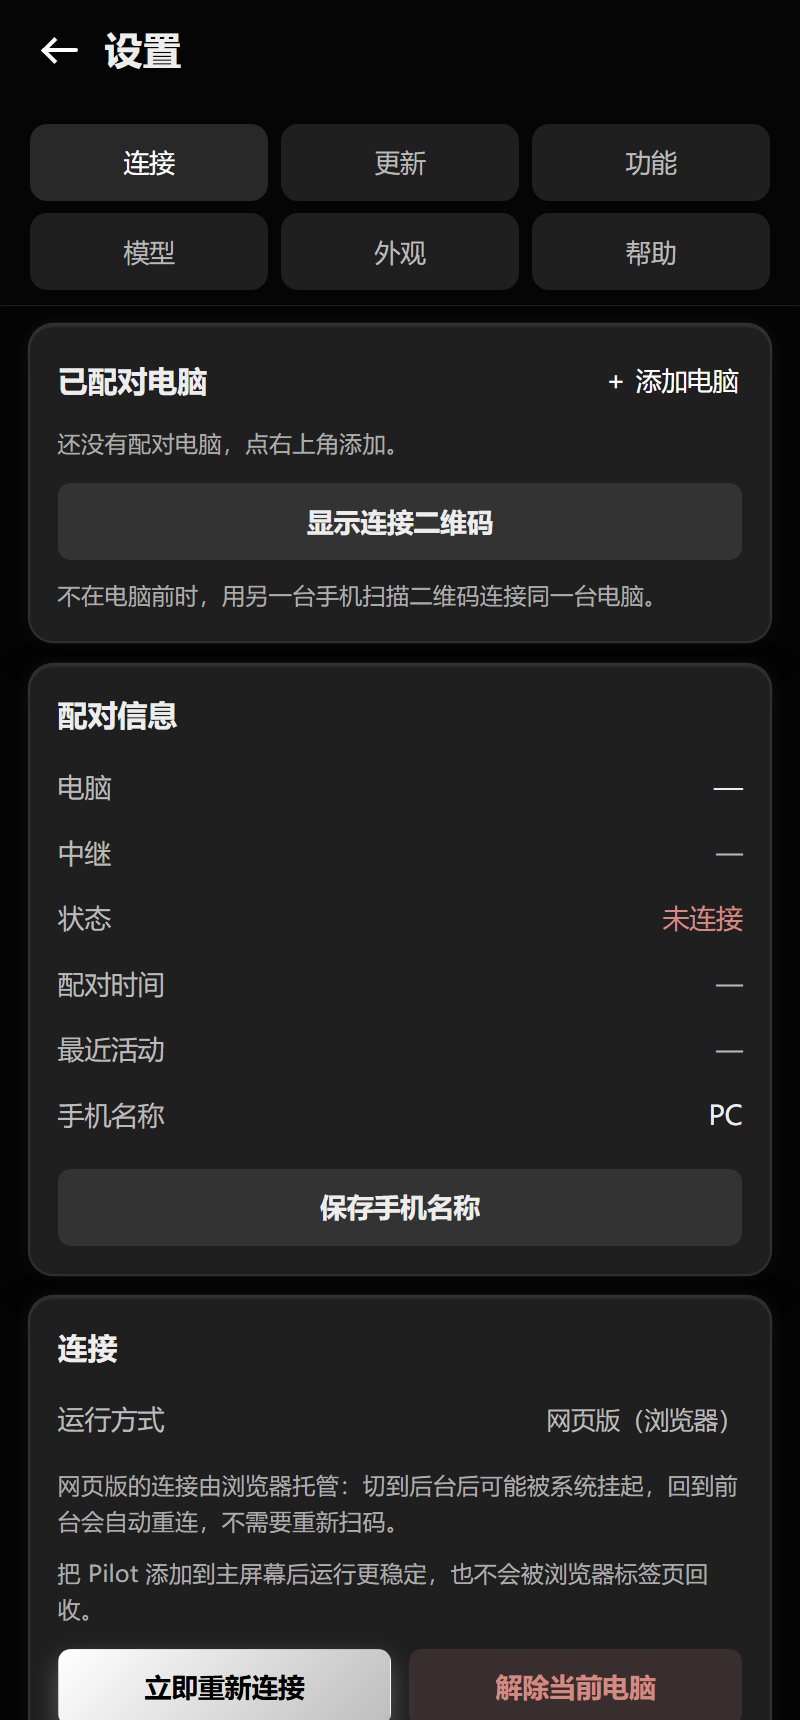 设置
连接
更新
功能
模型
外观
帮助
已配对电脑
+ 添加电脑
还没有配对电脑，点右上角添加。
显示连接二维码
不在电脑前时，用另一台手机扫描二维码连接同一台电脑。
配对信息
电脑 —
中继 —
状态 未连接
配对时间 —
最近活动 —
手机名称 PC
保存手机名称
连接
运行方式 网页版（浏览器）
网页版的连接由浏览器托管：切到后台后可能被系统挂起，回到前
台会自动重连，不需要重新扫码。
把 Pilot 添加到主屏幕后运行更稳定，也不会被浏览器标签页回
收。
立即重新连接
解除当前电脑